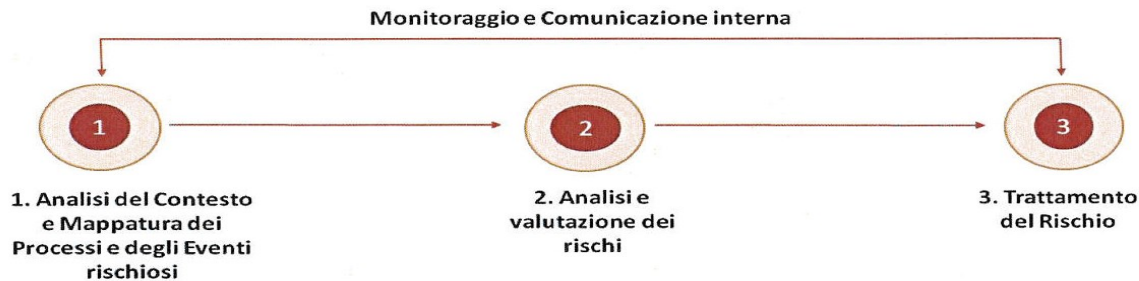 Monitoraggio e Comunicazione interna
1
2
3
1. Analisi del Contesto
e Mappatura dei
Processi e degli Eventi
rischiosi
2. Analisi e
valutazione dei
rischi
3. Trattamento
del Rischio